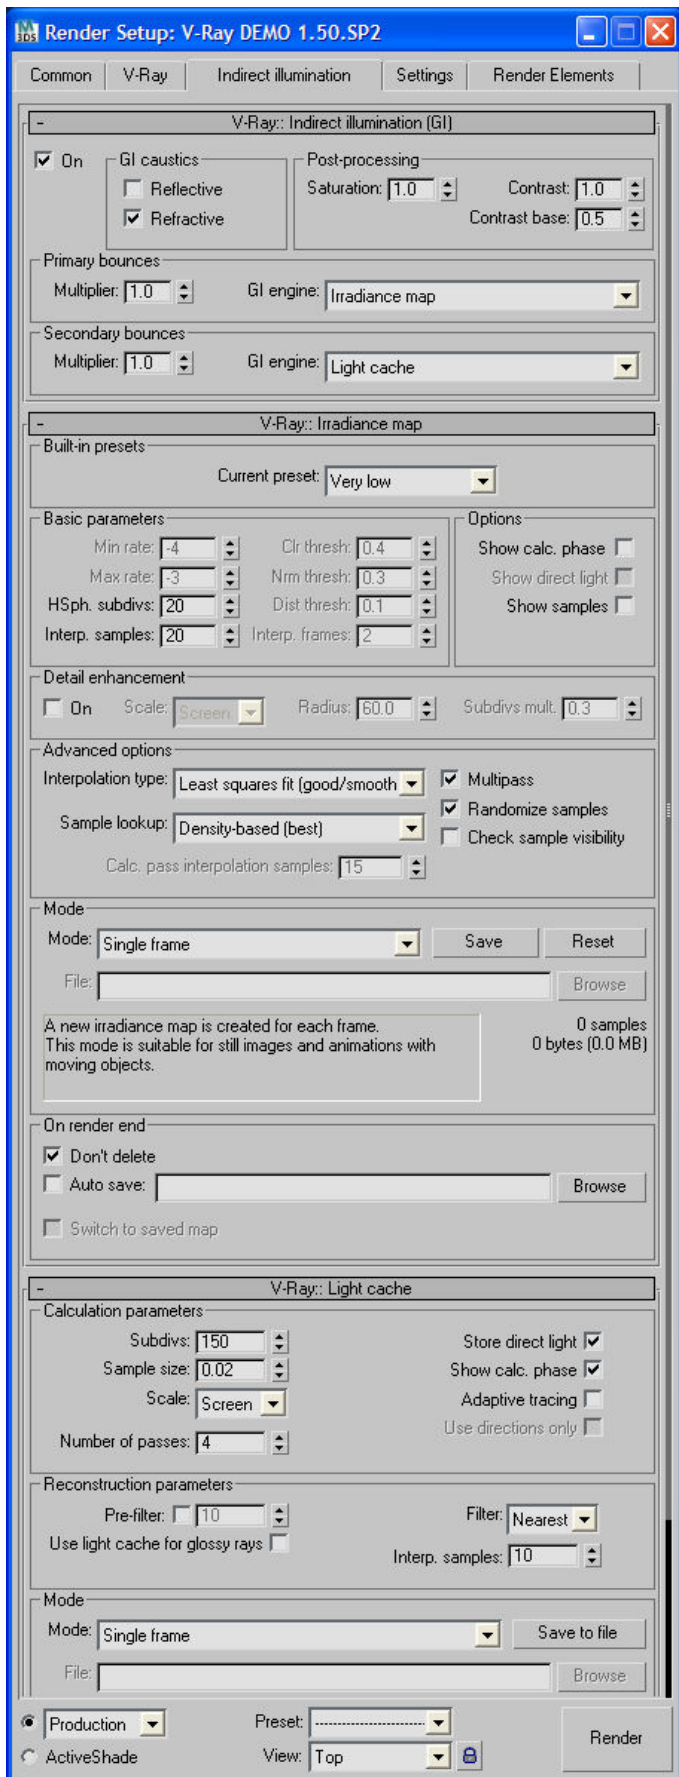 Render Setup: V-Ray DEMO 1.50.SP2
Common V-Ray Indirect illumination Settings Render Elements
- V-Ray:: Indirect illumination (GI)
On GI caustics Post-processing
Reflective Saturation: 1.0 Contrast: 1.0
Refractive Contrast base: 0.5
Primary bounces
Multiplier: 1.0 GI engine: Irradiance map
Secondary bounces
Multiplier: 1.0 GI engine: Light cache
- V-Ray:: Irradiance map
Built-in presets
Current preset: Very low
Basic parameters Options
Min rate: -4 Clr thresh: 0.4 Show calc. phase
Max rate: -3 Nrm thresh: 0.3 Show direct light
HSph. subdivs: 20 Dist thresh: 0.1 Show samples
Interp. samples: 20 Interp. frames: 2
Detail enhancement
On Scale: Screen Radius: 60.0 Subdivs mult. 0.3
Advanced options
Interpolation type: Least squares fit (good/smooth Multipass
Randomize samples
Sample lookup: Density-based (best) Check sample visibility
Calc. pass interpolation samples: 15
Mode
Mode: Single frame Save Reset
File: Browse
A new irradiance map is created for each frame. 0 samples
This mode is suitable for still images and animations with 0 bytes (0.0 MB)
moving objects.
On render end
Don't delete
Auto save: Browse
Switch to saved map
- V-Ray:: Light cache
Calculation parameters
Subdivs: 150 Store direct light
Sample size: 0.02 Show calc. phase
Scale: Screen Adaptive tracing
Number of passes: 4 Use directions only
Reconstruction parameters
Pre-filter: 10 Filter: Nearest
Use light cache for glossy rays Interp. samples: 10
Mode
Mode: Single frame Save to file
File: Browse
Production Preset: Render
ActiveShade View: Top